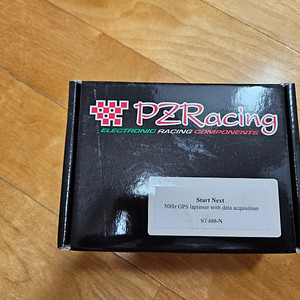 PZRacing
ELECTRONIC RACING COMPONENTS
Start Next
50Hz GPS laptimer with data acquisition
ST400-N